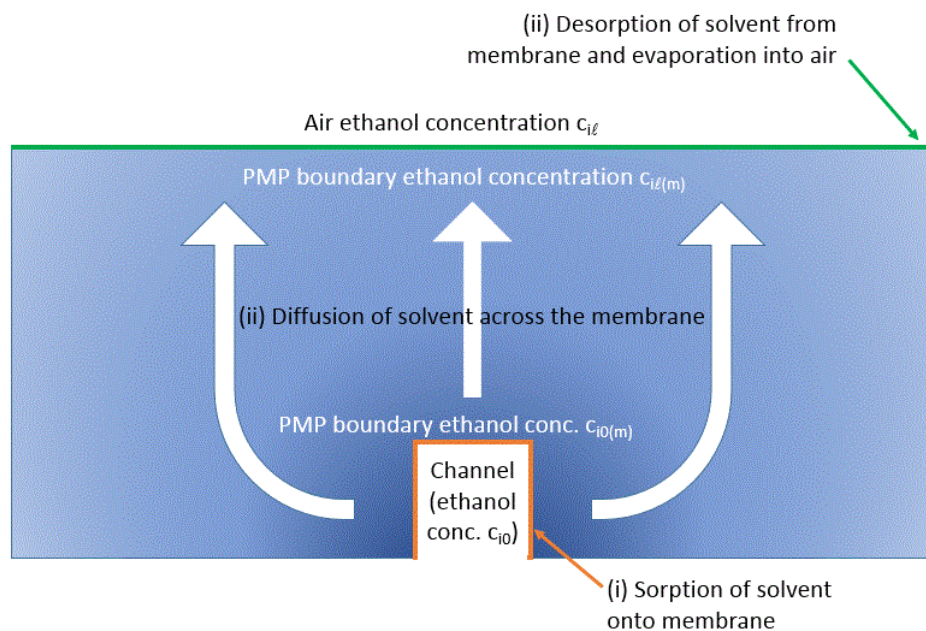 (ii) Desorption of solvent from
membrane and evaporation into air
Air ethanol concentration ciℓ
PMP boundary ethanol concentration ciℓ(m)
(ii) Diffusion of solvent across the membrane
PMP boundary ethanol conc. ci0(m)
Channel
(ethanol
conc. ci0)
(i) Sorption of solvent
onto membrane